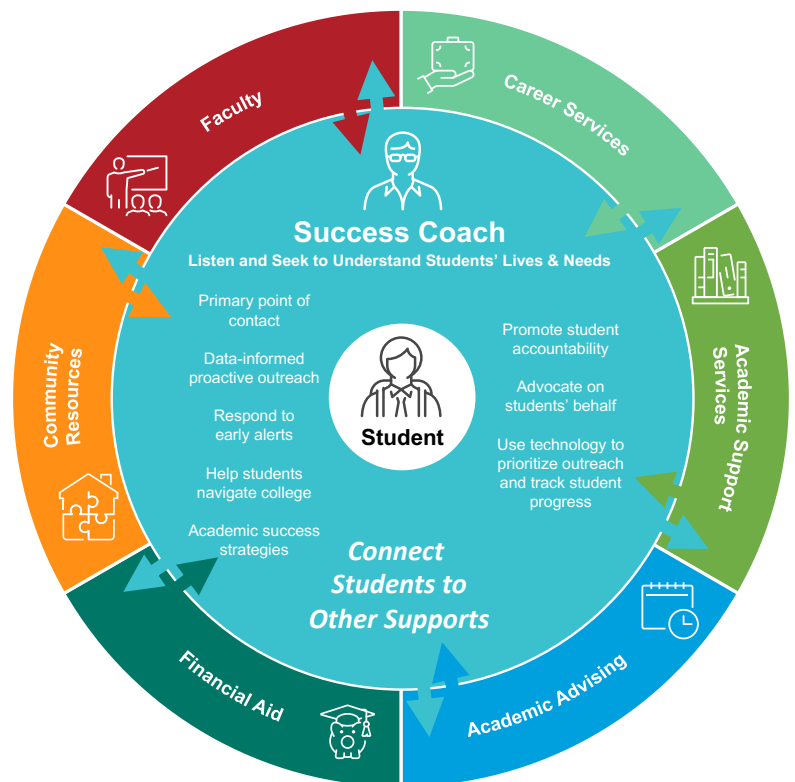 Faculty
Career Services
Success Coach
Listen and Seek to Understand Students’ Lives & Needs
Primary point of
contact
Data-informed
proactive outreach
Respond to
early alerts
Help students
navigate college
Academic success
strategies
Student
Promote student
accountability
Advocate on
students’ behalf
Use technology to
prioritize outreach
and track student
progress
Connect
Students to
Other Supports
Community
Resources
Academic Support
Services
Financial Aid
Academic Advising